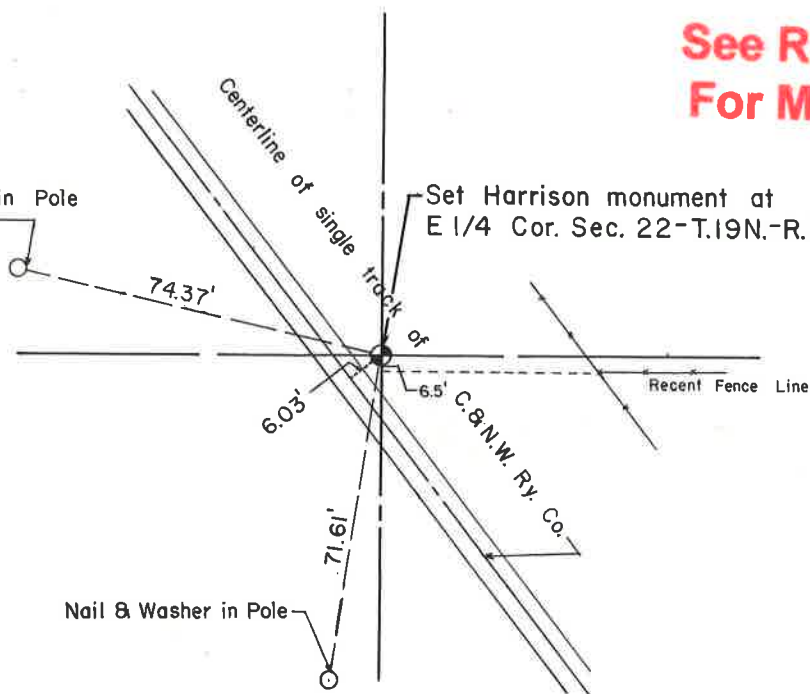 See R
For M
Centerline of single track of C.&N.W. Ry. Co.
in Pole
Set Harrison monument at
E 1/4 Cor. Sec. 22-T.19N.-R.
74.37'
6.03'
6.5'
Recent Fence Line
71.61'
Nail & Washer in Pole